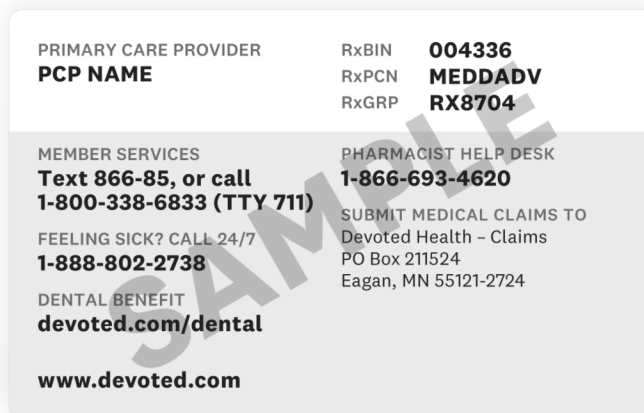 PRIMARY CARE PROVIDER
PCP NAME
RxBIN 004336
RxPCN MEDDADV
RxGRP RX8704
MEMBER SERVICES
Text 866-85, or call
1-800-338-6833 (TTY 711)
FEELING SICK? CALL 24/7
1-888-802-2738
DENTAL BENEFIT
devoted.com/dental
www.devoted.com
PHARMACIST HELP DESK
1-866-693-4620
SUBMIT MEDICAL CLAIMS TO
Devoted Health – Claims
PO Box 211524
Eagan, MN 55121-2724
SAMPLE